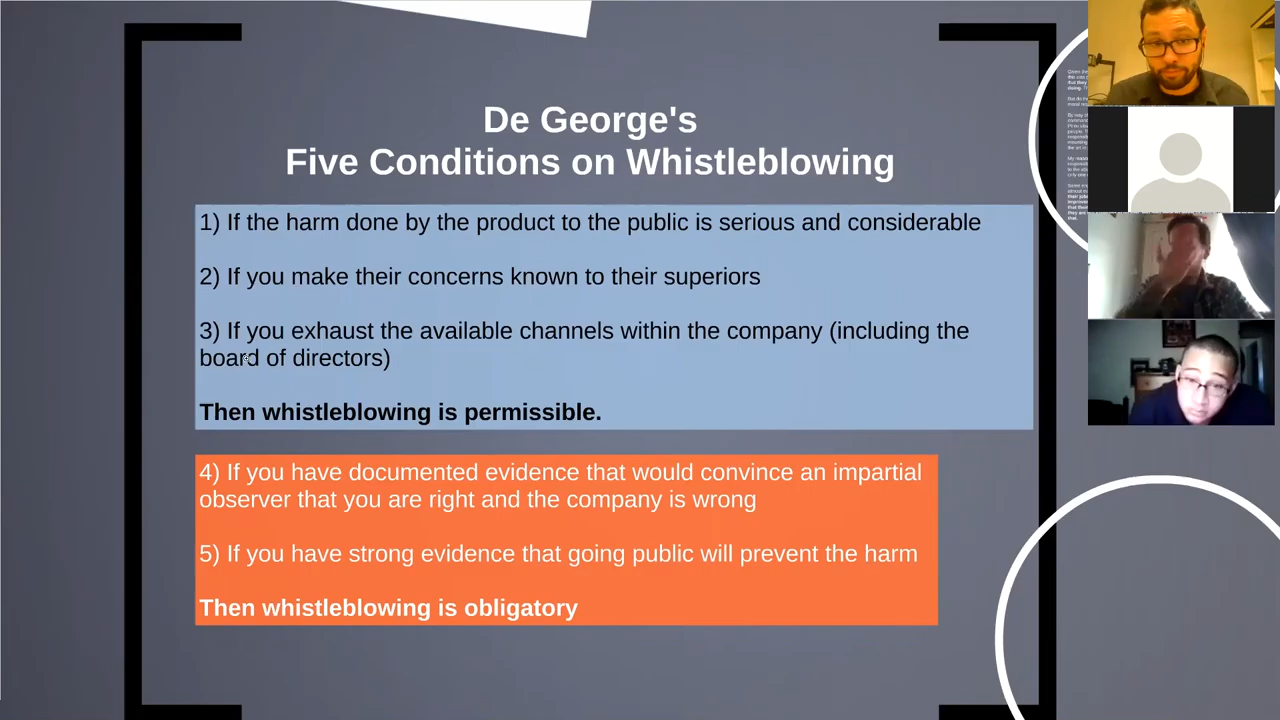 De George's
Five Conditions on Whistleblowing
1) If the harm done by the product to the public is serious and considerable
2) If you make their concerns known to their superiors
3) If you exhaust the available channels within the company (including the
board of directors)
Then whistleblowing is permissible.
4) If you have documented evidence that would convince an impartial
observer that you are right and the company is wrong
5) If you have strong evidence that going public will prevent the harm
Then whistleblowing is obligatory